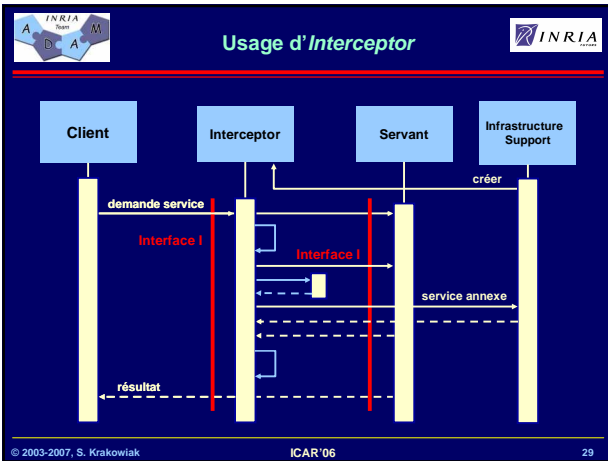 INRIA
Team
A
D
A
M
Usage d'Interceptor
INRIA
FUTURS
Client
Interceptor
Servant
Infrastructure
Support
créer
demande service
Interface I
Interface I
service annexe
résultat
© 2003-2007, S. Krakowiak
ICAR'06
29